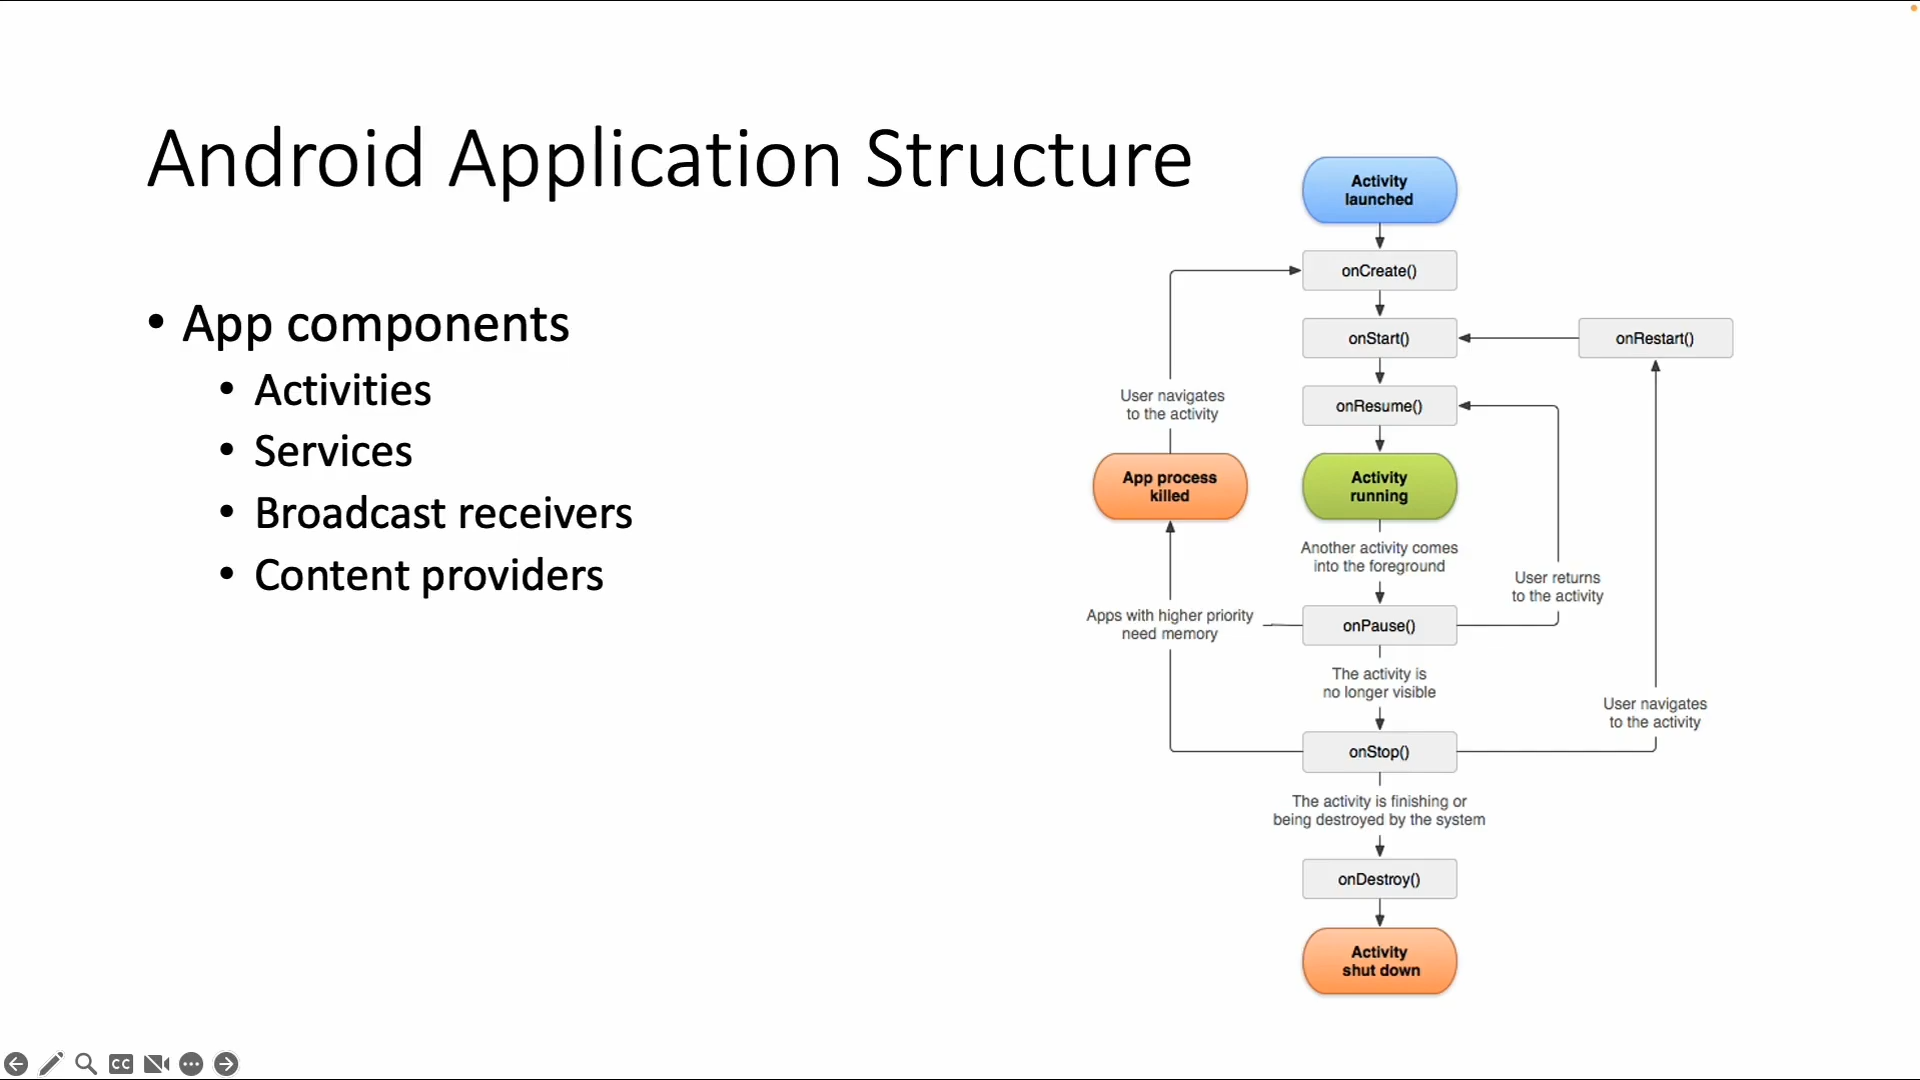 Android Application Structure
• App components
• Activities
• Services
• Broadcast receivers
• Content providers
Activity
launched
onCreate()
onStart()
onRestart()
onResume()
User navigates
to the activity
App process
killed
Activity
running
Another activity comes
into the foreground
User returns
to the activity
Apps with higher priority
need memory
onPause()
The activity is
no longer visible
User navigates
to the activity
onStop()
The activity is finishing or
being destroyed by the system
onDestroy()
Activity
shut down
CC